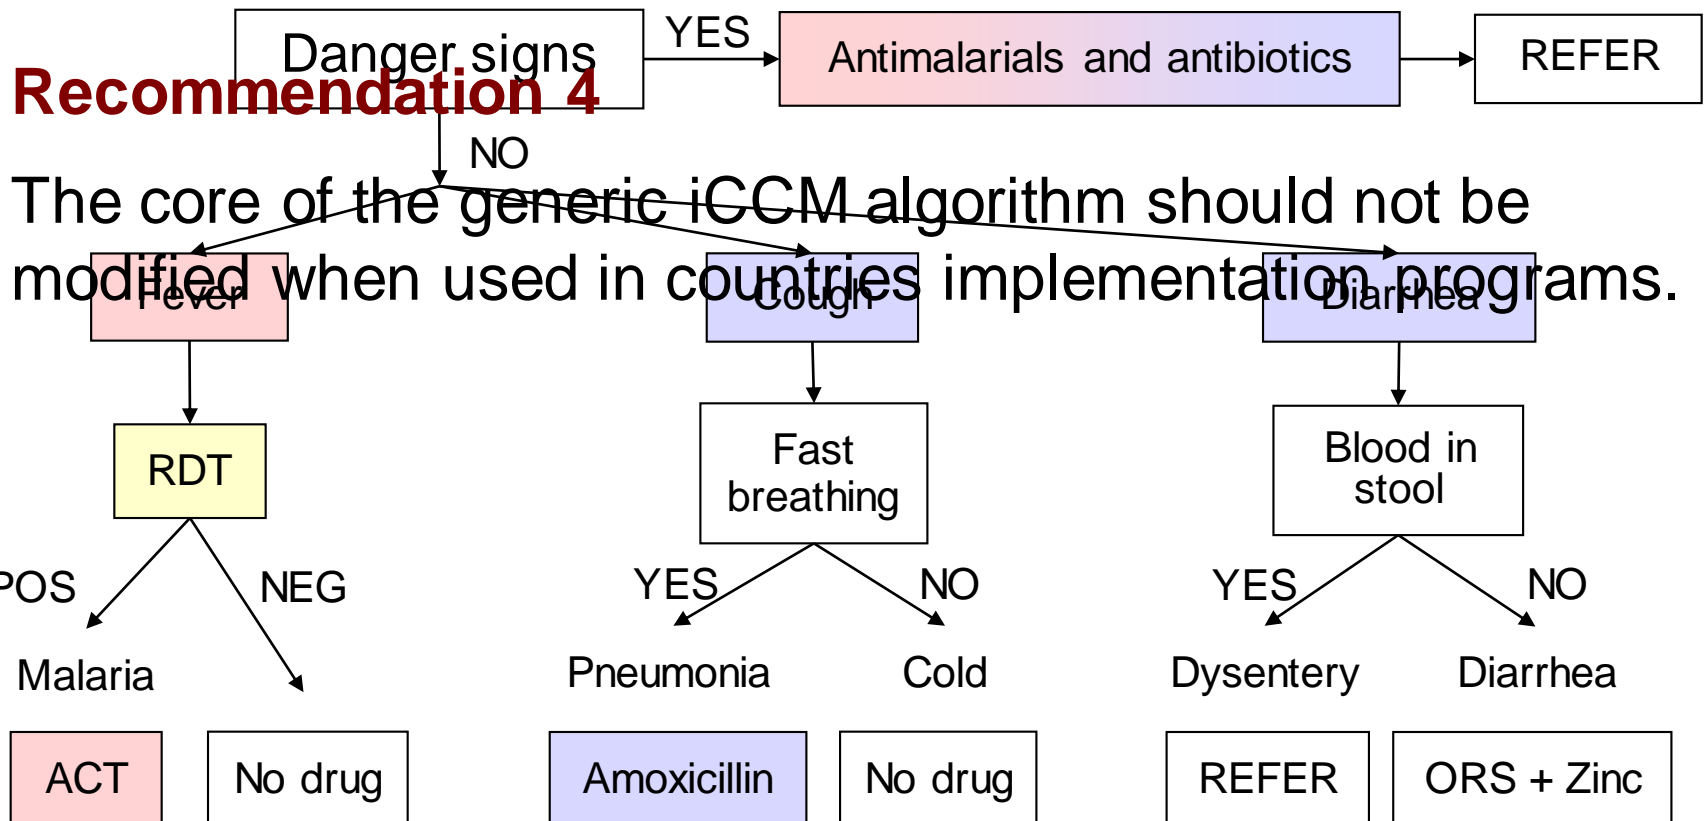 Danger signs
YES
Antimalarials and antibiotics
REFER
Recommendation 4
NO
The core of the generic iCCM algorithm should not be
modified when used in countries implementation programs.
Fever
Cough
Diarrhea
RDT
Fast
breathing
Blood in
stool
POS
NEG
YES
NO
YES
NO
Malaria
Pneumonia
Cold
Dysentery
Diarrhea
ACT
No drug
Amoxicillin
No drug
REFER
ORS + Zinc